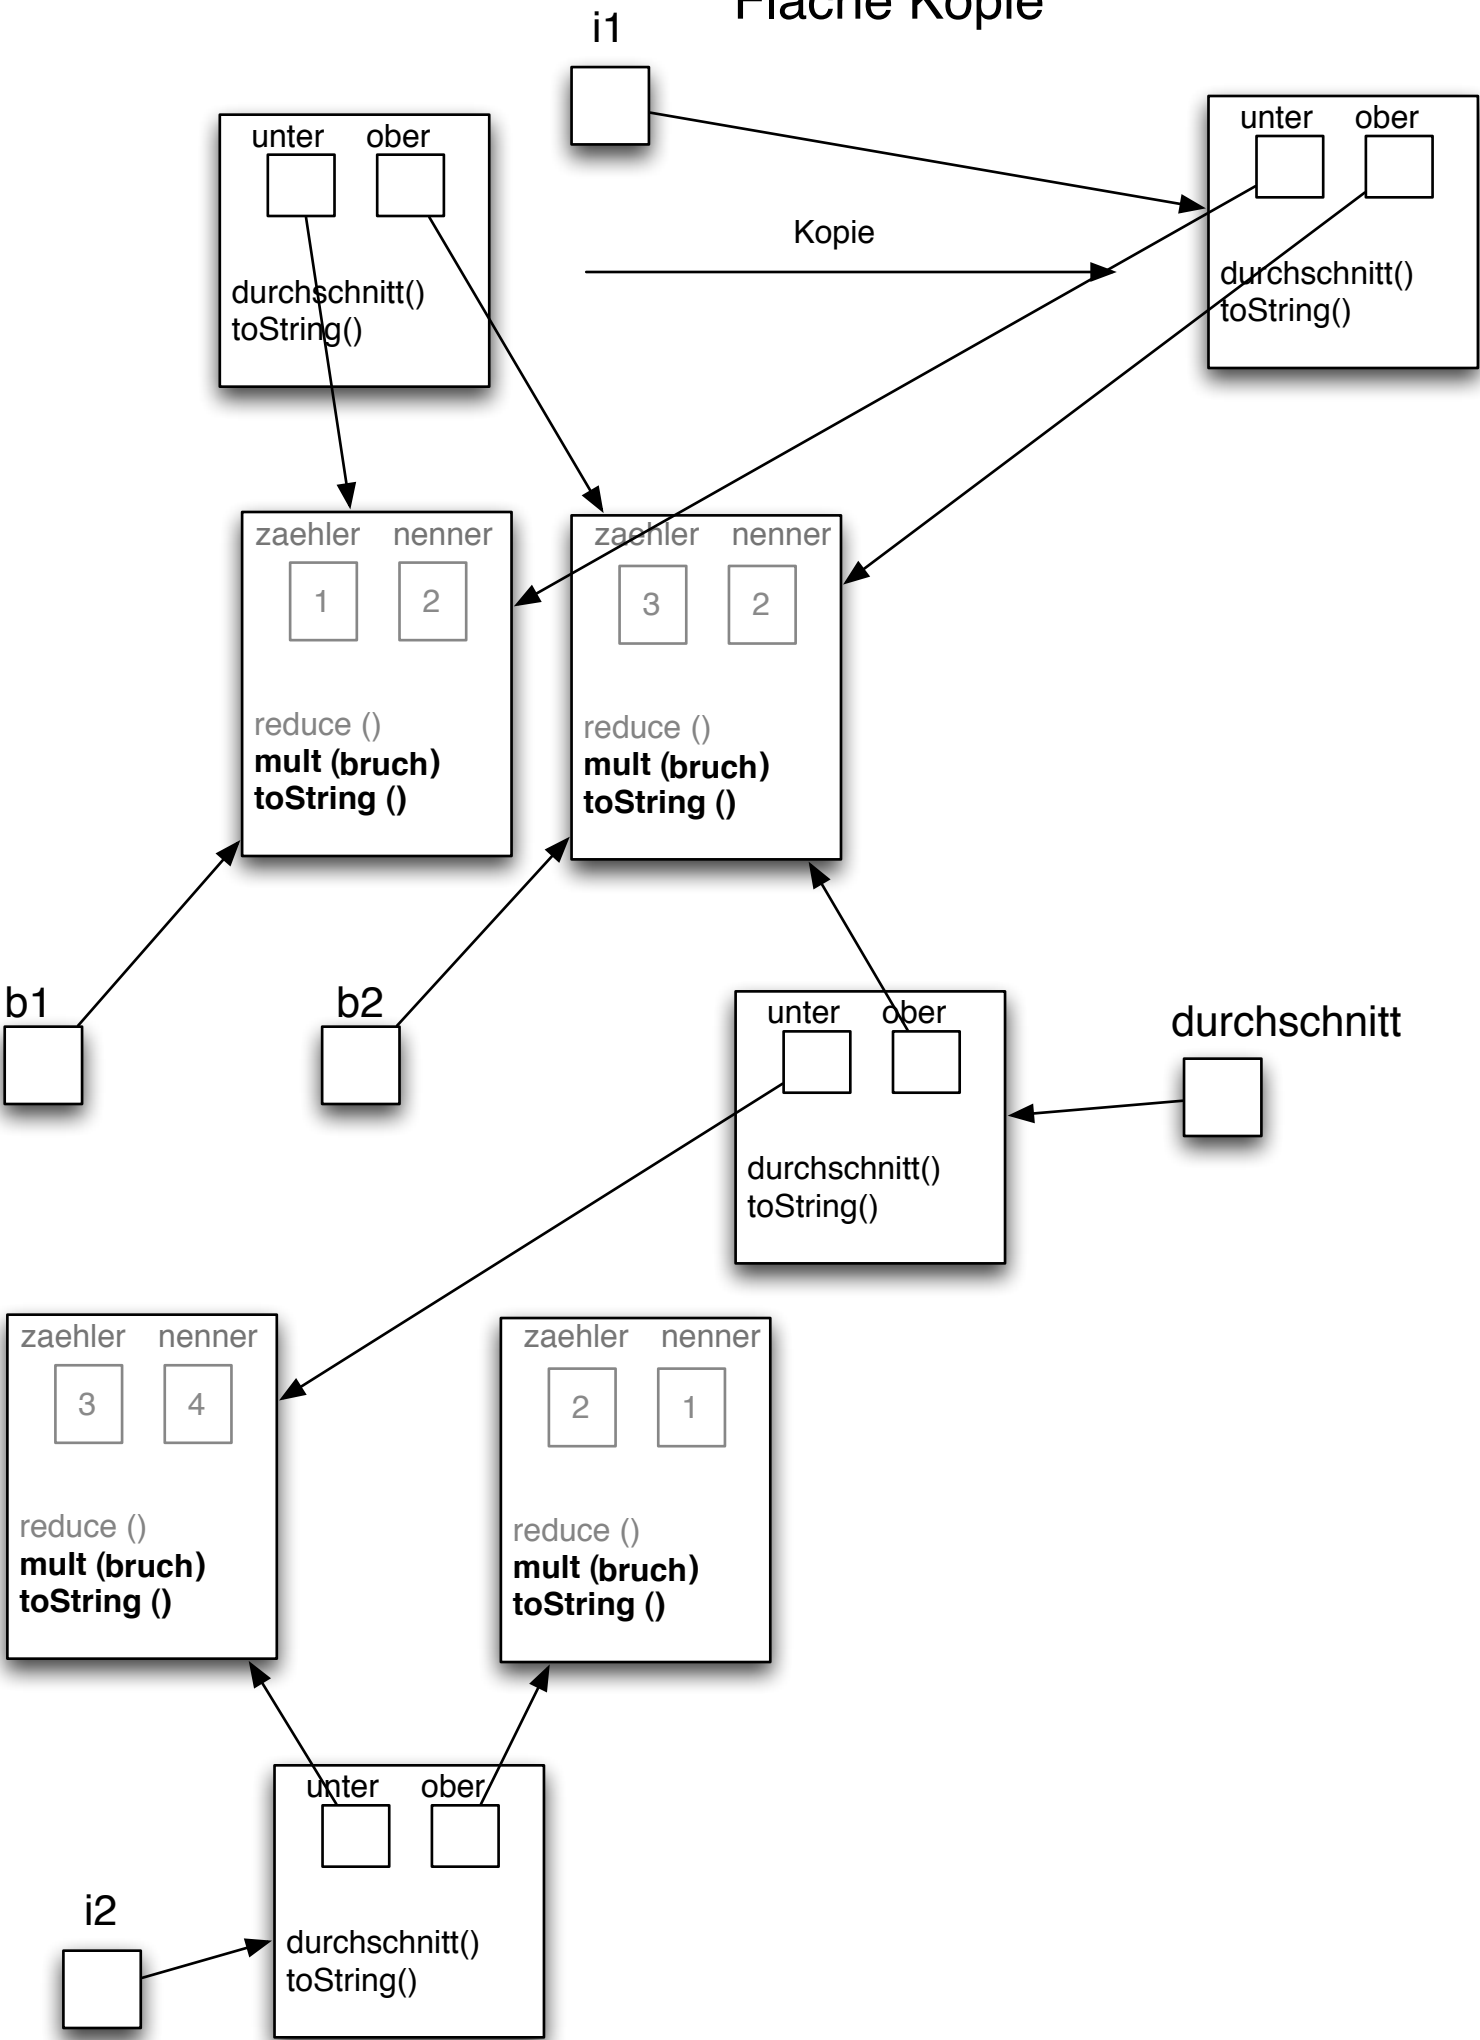 Flache Kopie
i1
unter ober
unter ober
Kopie
durchschnitt()
toString()
durchschnitt()
toString()
zaehler nenner
1 2
reduce ()
mult (bruch)
toString ()
zaehler nenner
3 2
reduce ()
mult (bruch)
toString ()
b1
b2
unter ober
durchschnitt()
toString()
durchschnitt
zaehler nenner
3 4
reduce ()
mult (bruch)
toString ()
zaehler nenner
2 1
reduce ()
mult (bruch)
toString ()
unter ober
durchschnitt()
toString()
i2